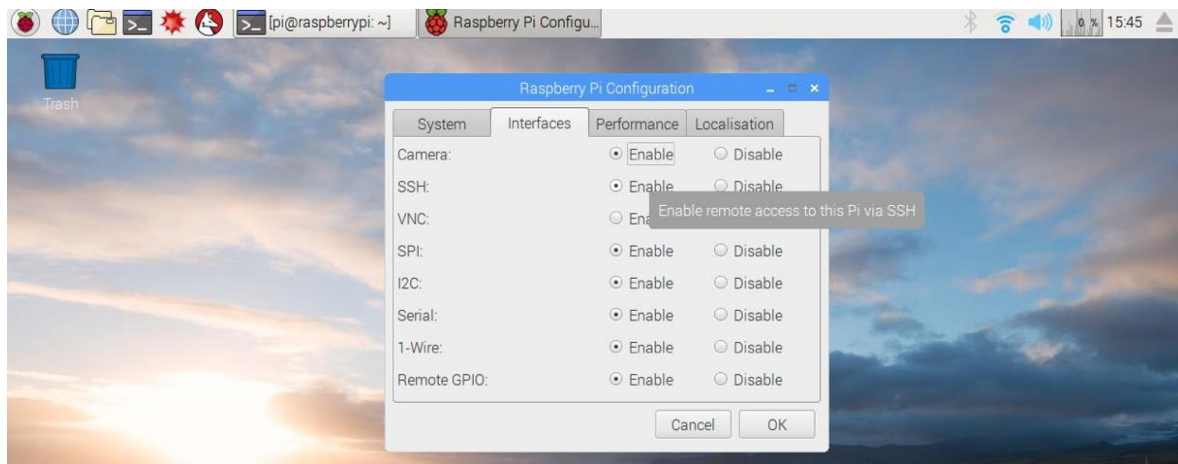 [pi@raspberrypi: ~] Raspberry Pi Configu... 0 % 15:45
Trash
Raspberry Pi Configuration
System Interfaces Performance Localisation
Camera: Enable Disable
SSH: Enable Disable
Enable remote access to this Pi via SSH
VNC:
SPI: Enable Disable
I2C: Enable Disable
Serial: Enable Disable
1-Wire: Enable Disable
Remote GPIO: Enable Disable
Cancel OK